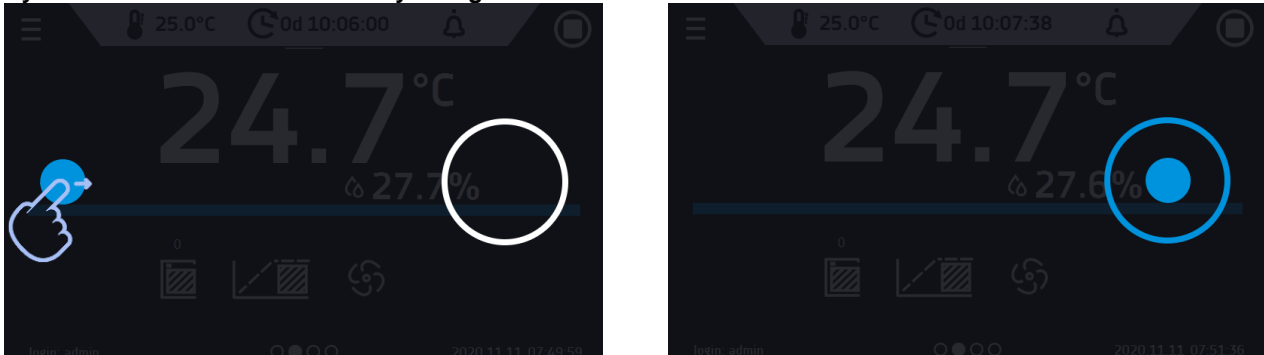 25.0°C 0d 10:06:00
24.7°C
27.7%
0
login: admin 2020.11.11, 07:49:59
25.0°C 0d 10:07:38
24.7°C
27.6%
0
login: admin 2020.11.11, 07:51:36